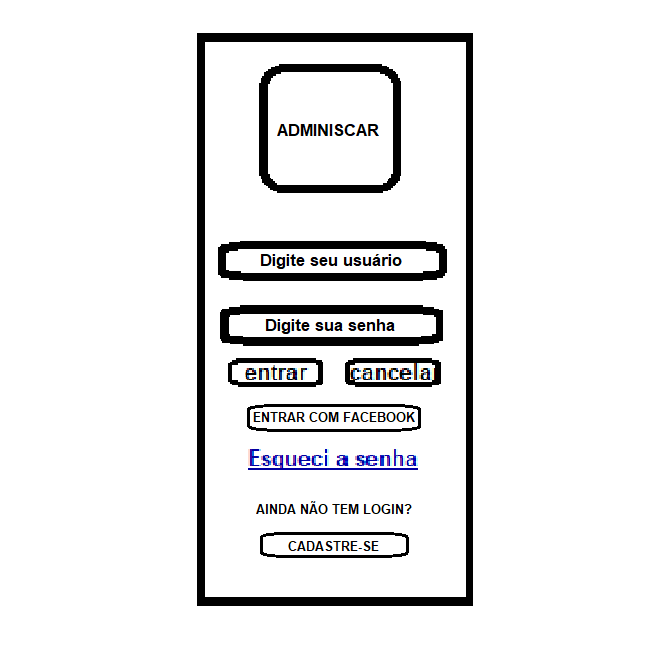 ADMINISCAR
Digite seu usuário
Digite sua senha
entrar cancela
ENTRAR COM FACEBOOK
Esqueci a senha
AINDA NÃO TEM LOGIN?
CADASTRE-SE